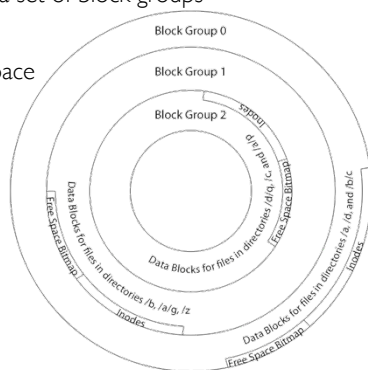 a set of block groups
pace
Block Group 0
Block Group 1
Block Group 2
Inodes
Free Space Bitmap
Data Blocks for files in directories /d/q, /c, and /a/p
Free Space Bitmap
Data Blocks for files in directories /b, /a/g, /z
Inodes
Data Blocks for files in directories /a, /d, and /b/c
Inodes
Free Space Bitmap